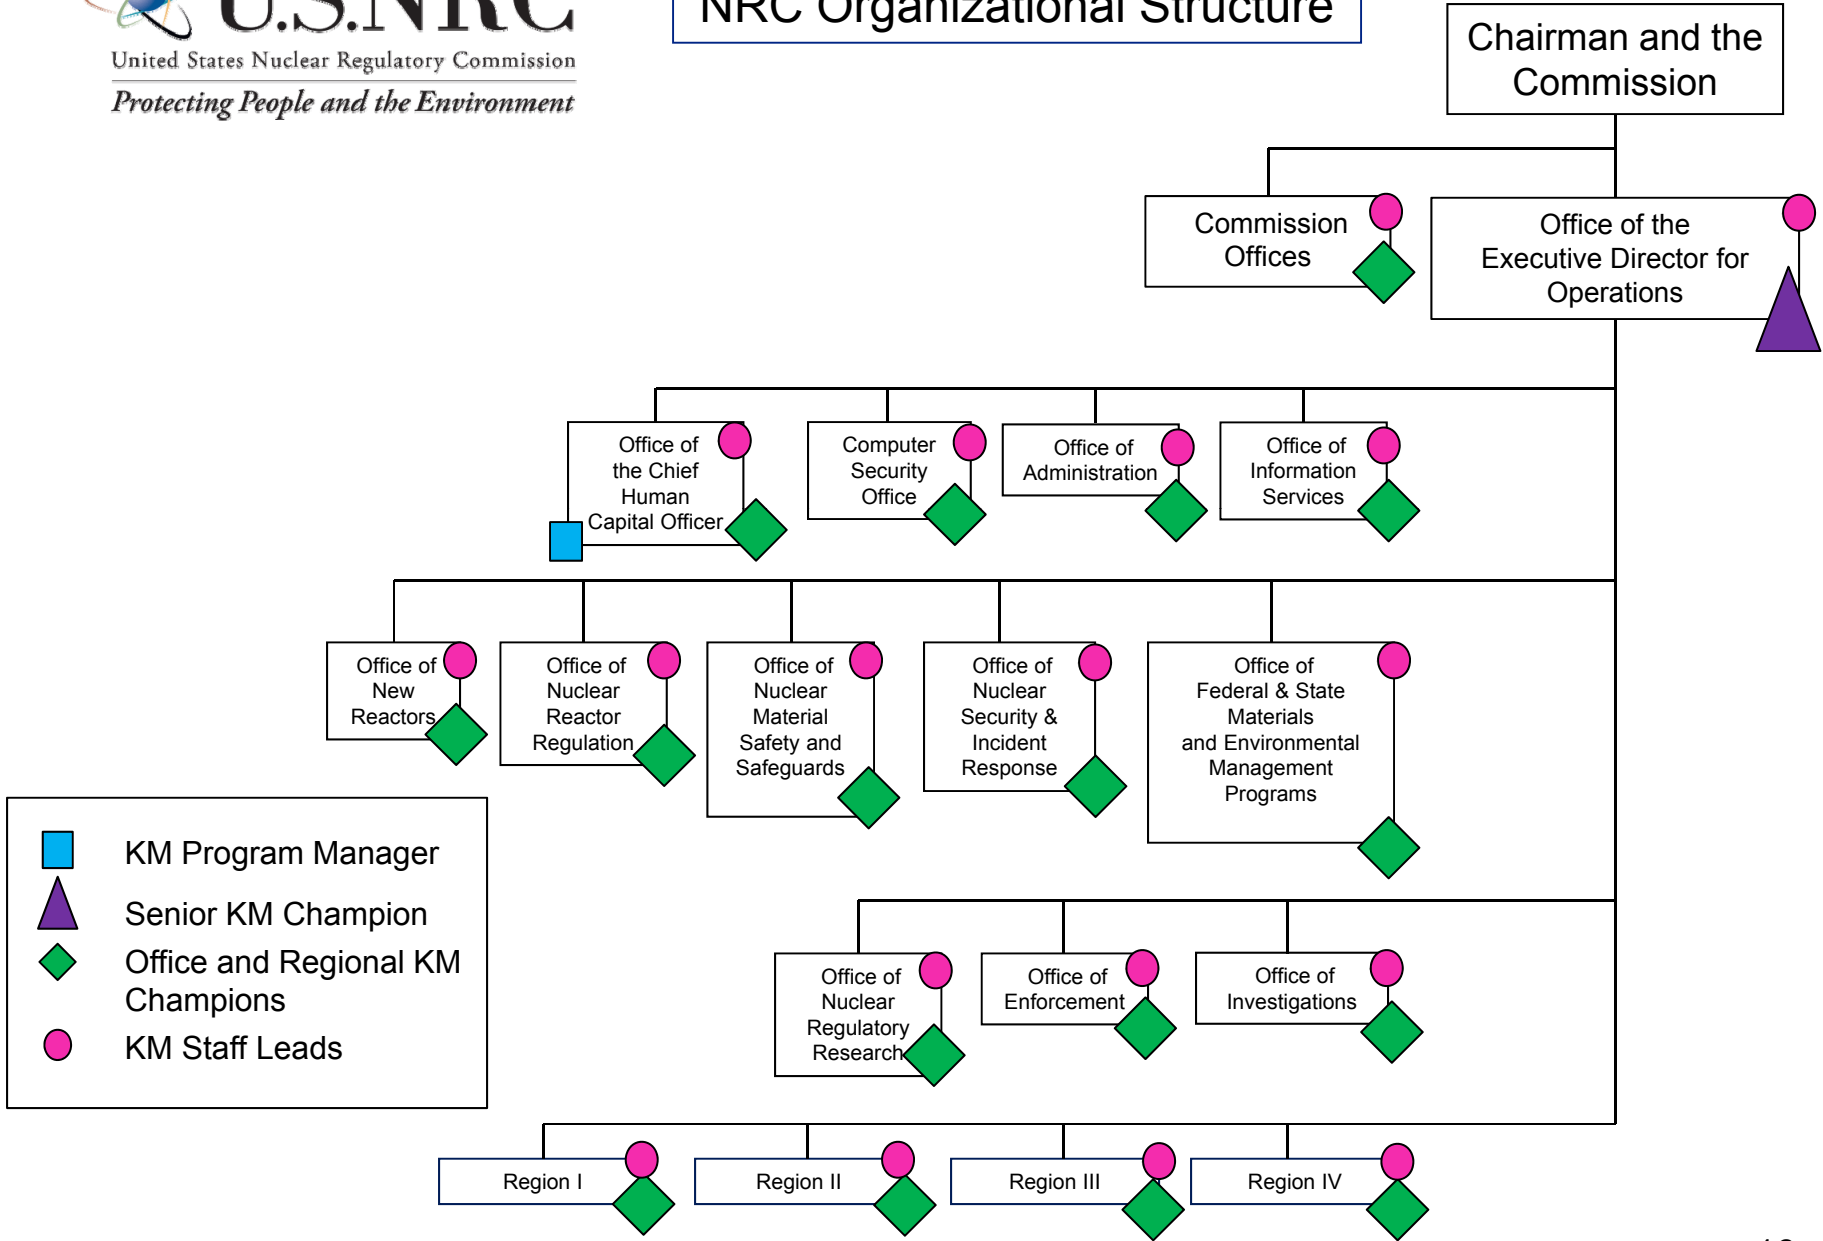 U.S.NRC
United States Nuclear Regulatory Commission
Protecting People and the Environment
NRC Organizational Structure
Chairman and the
Commission
Commission
Offices
Office of the
Executive Director for
Operations
Office of
the Chief
Human
Capital Officer
Computer
Security
Office
Office of
Administration
Office of
Information
Services
Office of
New
Reactors
Office of
Nuclear
Reactor
Regulation
Office of
Nuclear
Material
Safety and
Safeguards
Office of
Nuclear
Security &
Incident
Response
Office of
Federal & State
Materials
and Environmental
Management
Programs
KM Program Manager
Senior KM Champion
Office and Regional KM
Champions
KM Staff Leads
Office of
Nuclear
Regulatory
Research
Office of
Enforcement
Office of
Investigations
Region I
Region II
Region III
Region IV